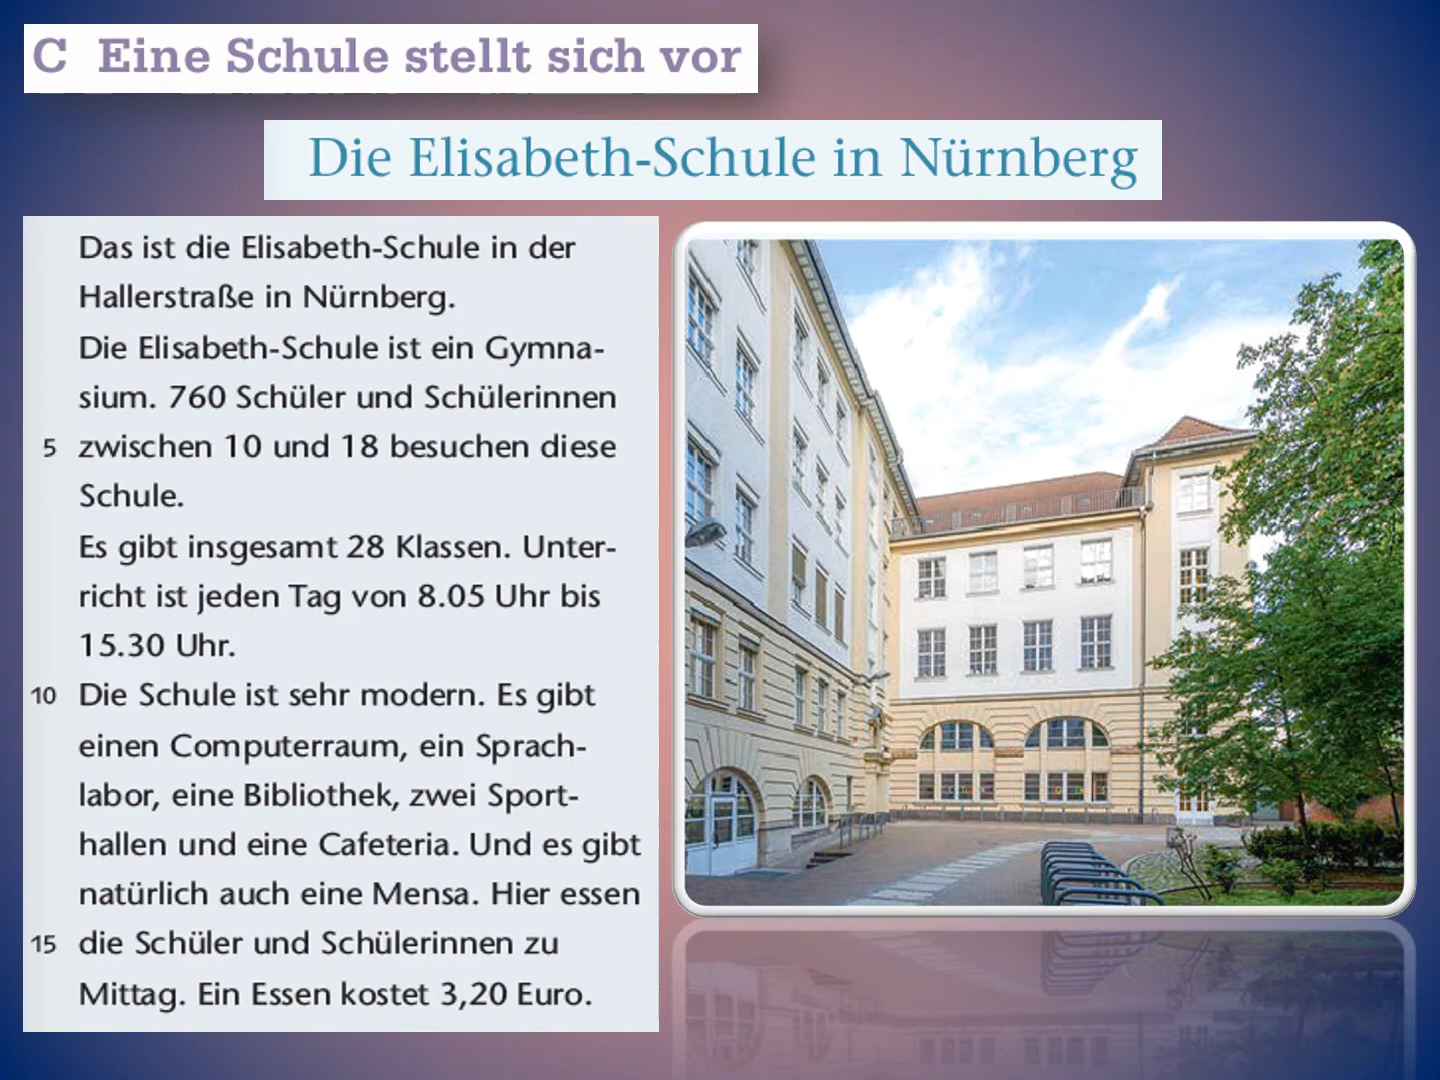 C Eine Schule stellt sich vor
Die Elisabeth-Schule in Nürnberg
Das ist die Elisabeth-Schule in der
Hallerstraße in Nürnberg.
Die Elisabeth-Schule ist ein Gymna-
sium. 760 Schüler und Schülerinnen
5 zwischen 10 und 18 besuchen diese
Schule.
Es gibt insgesamt 28 Klassen. Unter-
richt ist jeden Tag von 8.05 Uhr bis
15.30 Uhr.
10 Die Schule ist sehr modern. Es gibt
einen Computerraum, ein Sprach-
labor, eine Bibliothek, zwei Sport-
hallen und eine Cafeteria. Und es gibt
natürlich auch eine Mensa. Hier essen
15 die Schüler und Schülerinnen zu
Mittag. Ein Essen kostet 3,20 Euro.